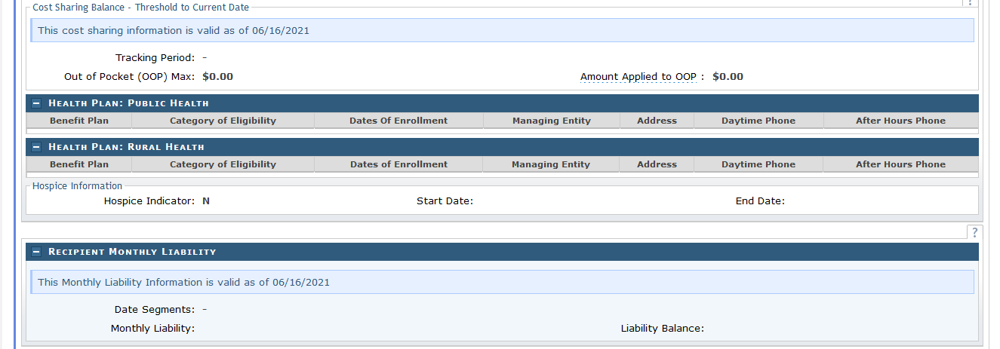 ?
Cost Sharing Balance - Threshold to Current Date
This cost sharing information is valid as of 06/16/2021
Tracking Period: -
Out of Pocket (OOP) Max: $0.00 Amount Applied to OOP : $0.00
Health Plan: Public Health
Benefit Plan Category of Eligibility Dates Of Enrollment Managing Entity Address Daytime Phone After Hours Phone
Health Plan: Rural Health
Benefit Plan Category of Eligibility Dates of Enrollment Managing Entity Address Daytime Phone After Hours Phone
Hospice Information
Hospice Indicator: N Start Date: End Date:
?
Recipient Monthly Liability
This Monthly Liability Information is valid as of 06/16/2021
Date Segments: -
Monthly Liability: Liability Balance: